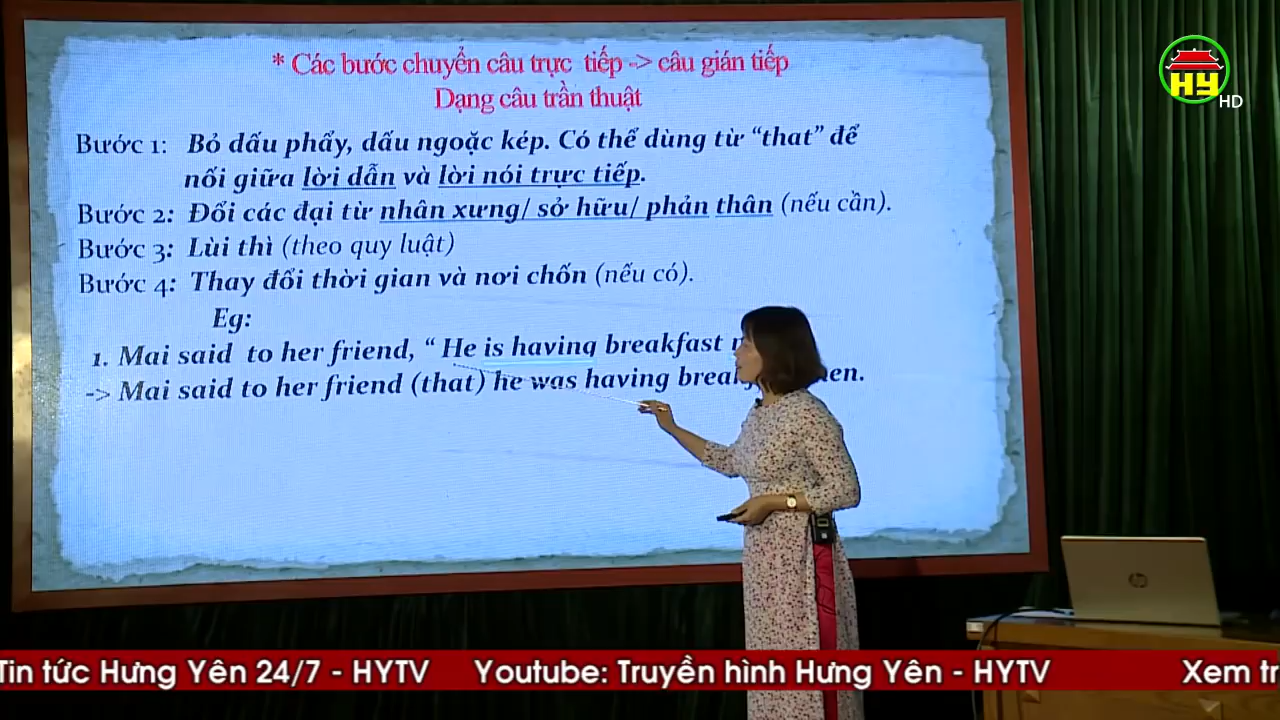 * Các bước chuyển câu trực tiếp -> câu gián tiếp
Dạng câu trần thuật
Bước 1: Bỏ dấu phẩy, dấu ngoặc kép. Có thể dùng từ “that” để
nối giữa lời dẫn và lời nói trực tiếp.
Bước 2: Đổi các đại từ nhân xưng/ sở hữu/ phản thân (nếu cần).
Bước 3: Lùi thì (theo quy luật)
Bước 4: Thay đổi thời gian và nơi chốn (nếu có).
Eg:
1. Mai said to her friend, “ He is having breakfast
-> Mai said to her friend (that) he was having
HY HD
hp
Tin tức Hưng Yên 24/7 - HYTV Youtube: Truyền hình Hưng Yên - HYTV Xem